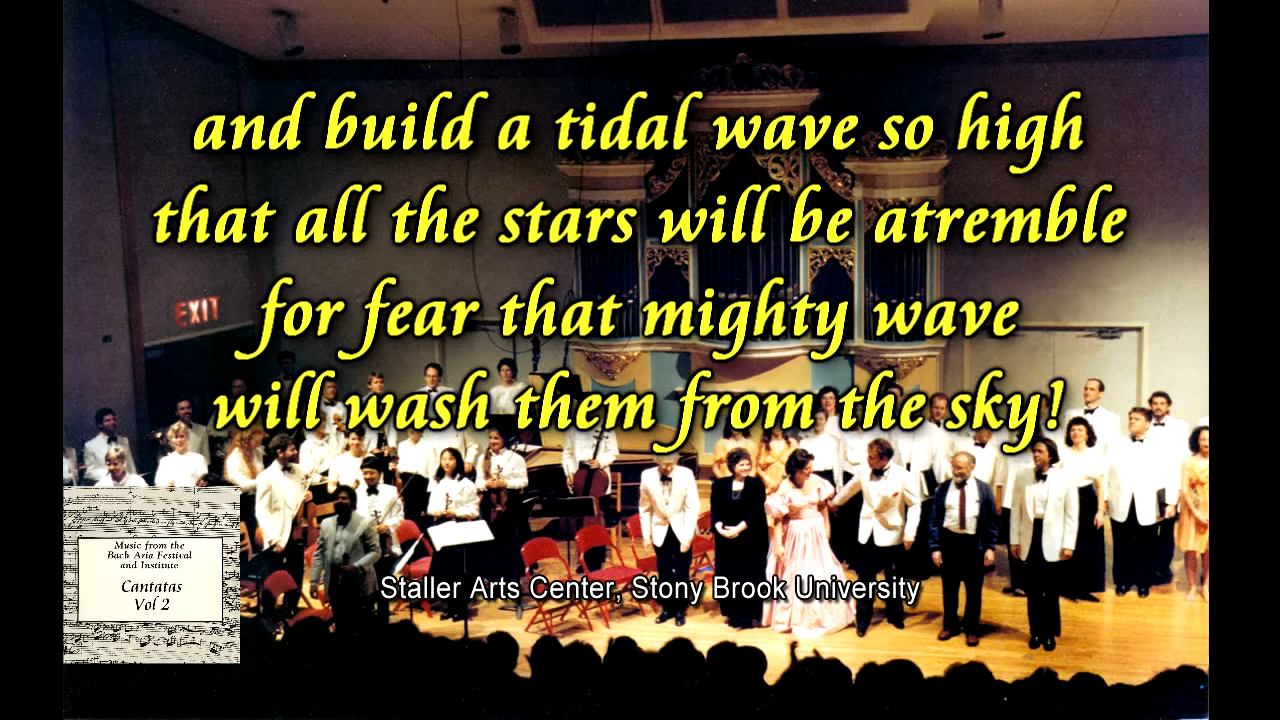 and build a tidal wave so high
that all the stars will be atremble
for fear that mighty wave
will wash them from the sky!
EXIT
Music from the
Bach Aria Festival
and Institute
Cantatas
Vol 2
Staller Arts Center, Stony Brook University